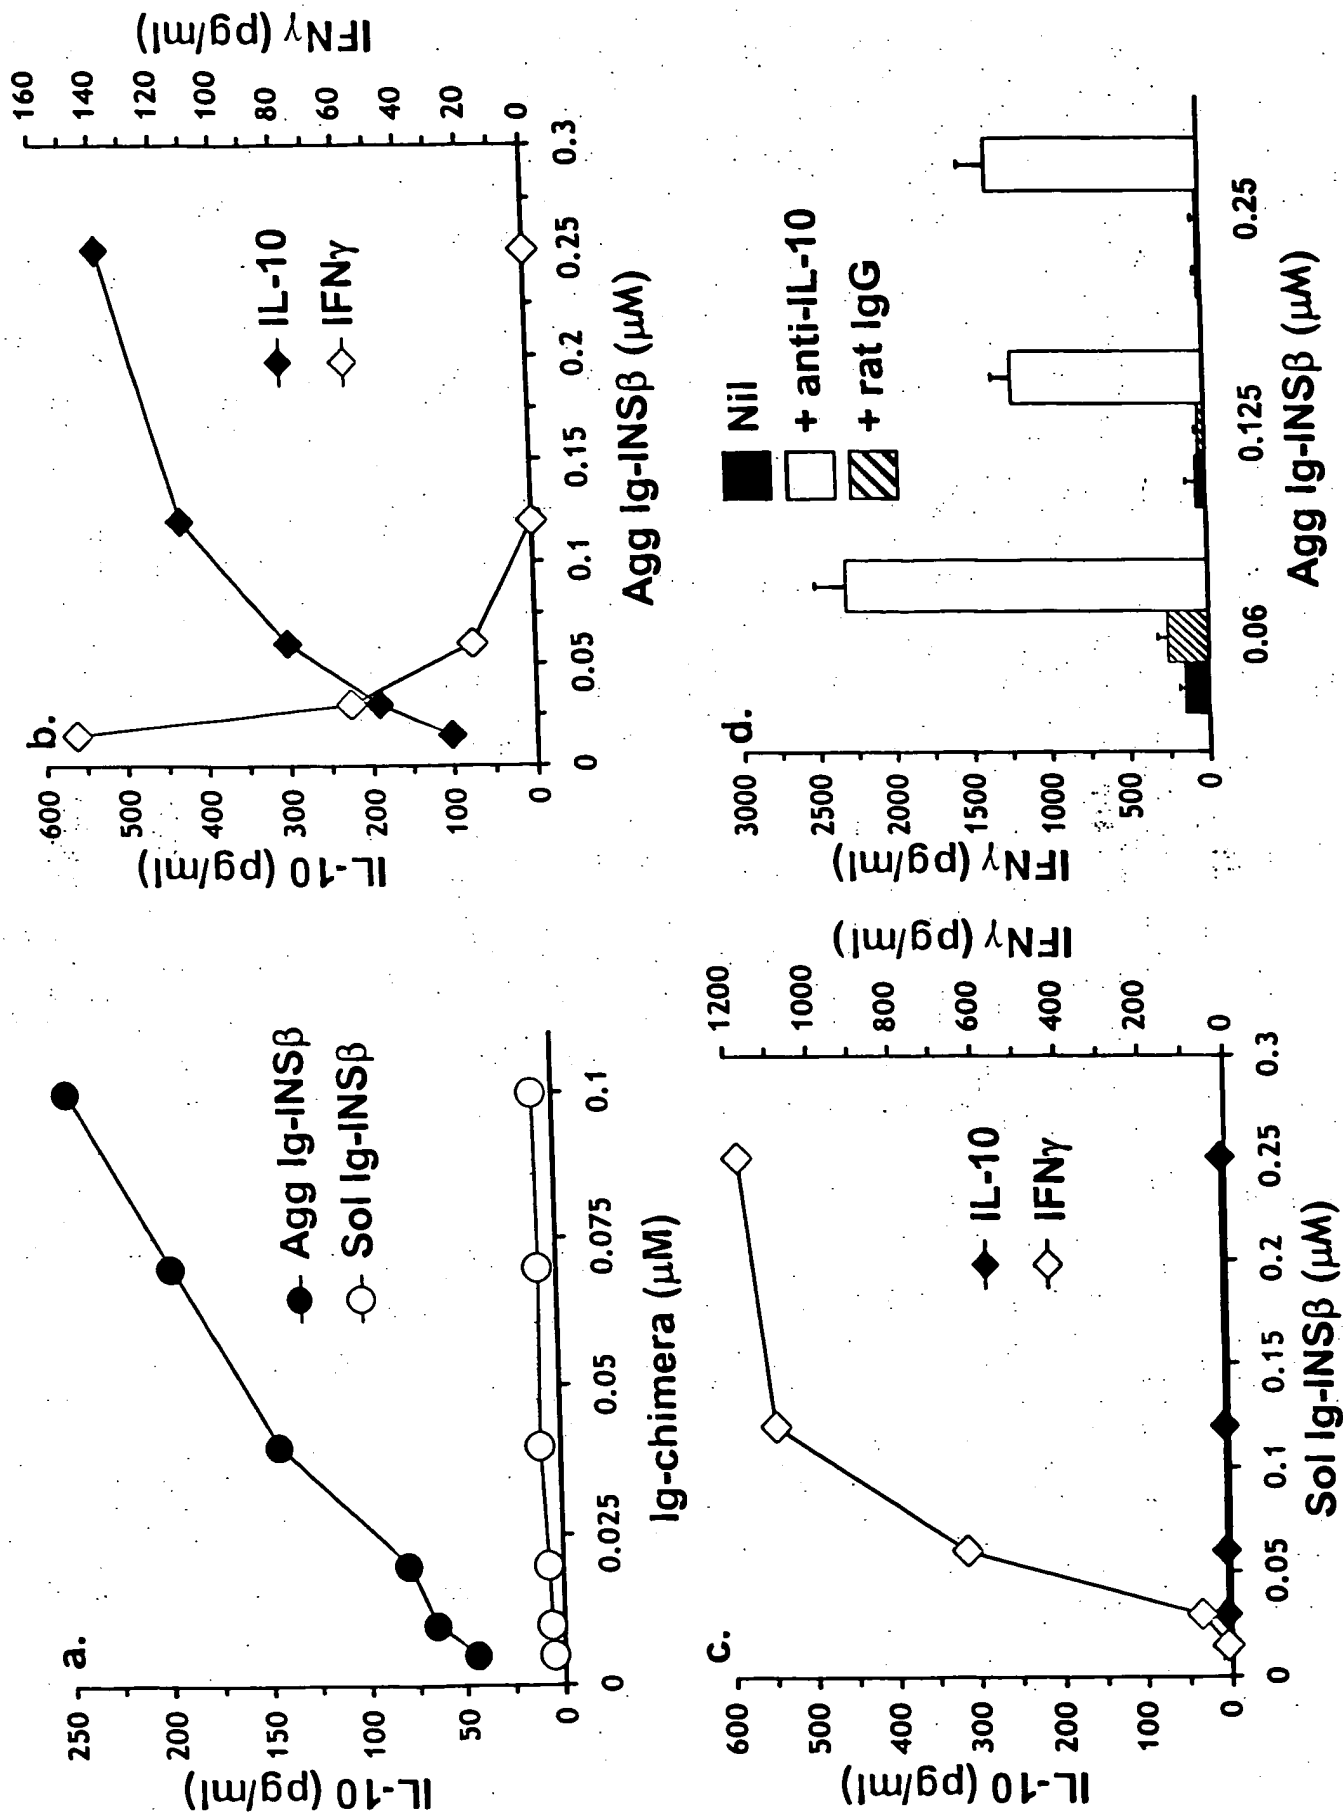 a.
IL-10 (pg/ml)
250
200
150
100
50
0
0 0.025 0.05 0.075 0.1
Ig-chimera (μM)
Agg Ig-INSβ
Sol Ig-INSβ
b.
IL-10 (pg/ml)
600
500
400
300
200
100
0
0 0.05 0.1 0.15 0.2 0.25 0.3
Agg Ig-INSβ (μM)
IFNγ (pg/ml)
160
140
120
100
80
60
40
20
0
IL-10
IFNγ
c.
IL-10 (pg/ml)
600
500
400
300
200
100
0
0 0.05 0.1 0.15 0.2 0.25 0.3
Sol Ig-INSβ (μM)
IFNγ (pg/ml)
1200
1000
800
600
400
200
0
IL-10
IFNγ
d.
IFNγ (pg/ml)
3000
2500
2000
1500
1000
500
0
0.06 0.125 0.25
Agg Ig-INSβ (μM)
Nil
+ anti-IL-10
+ rat IgG